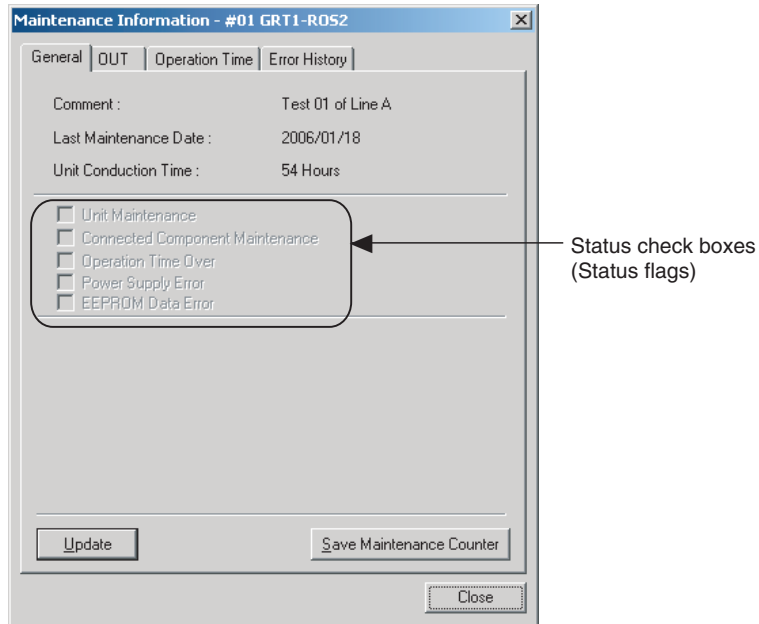 Maintenance Information - #01 GRT1-ROS2
General OUT Operation Time Error History
Comment : Test 01 of Line A
Last Maintenance Date : 2006/01/18
Unit Conduction Time : 54 Hours
Unit Maintenance
Connected Component Maintenance
Operation Time Over
Power Supply Error
EEPROM Data Error
Status check boxes
(Status flags)
Update Save Maintenance Counter
Close